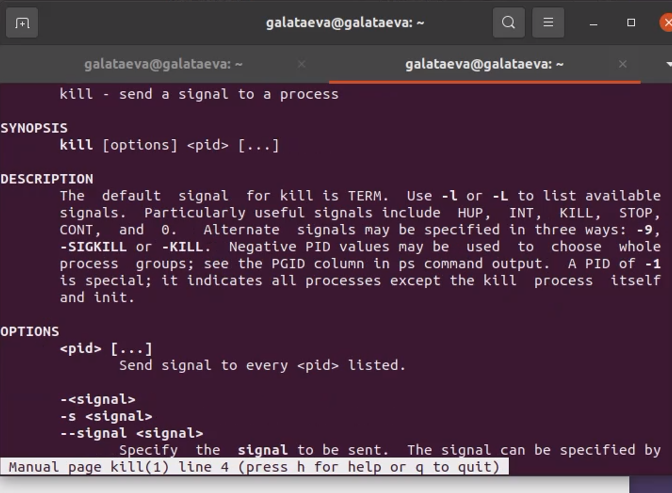 galataeva@galataeva: ~
galataeva@galataeva: ~
galataeva@galataeva: ~
kill - send a signal to a process
SYNOPSIS
kill [options] <pid> [...]
DESCRIPTION
The default signal for kill is TERM. Use -l or -L to list available
signals. Particularly useful signals include HUP, INT, KILL, STOP,
CONT, and 0. Alternate signals may be specified in three ways: -9,
-SIGKILL or -KILL. Negative PID values may be used to choose whole
process groups; see the PGID column in ps command output. A PID of -1
is special; it indicates all processes except the kill process itself
and init.
OPTIONS
<pid> [...]
Send signal to every <pid> listed.
-<signal>
-s <signal>
--signal <signal>
Specify the signal to be sent. The signal can be specified by
Manual page kill(1) line 4 (press h for help or q to quit)